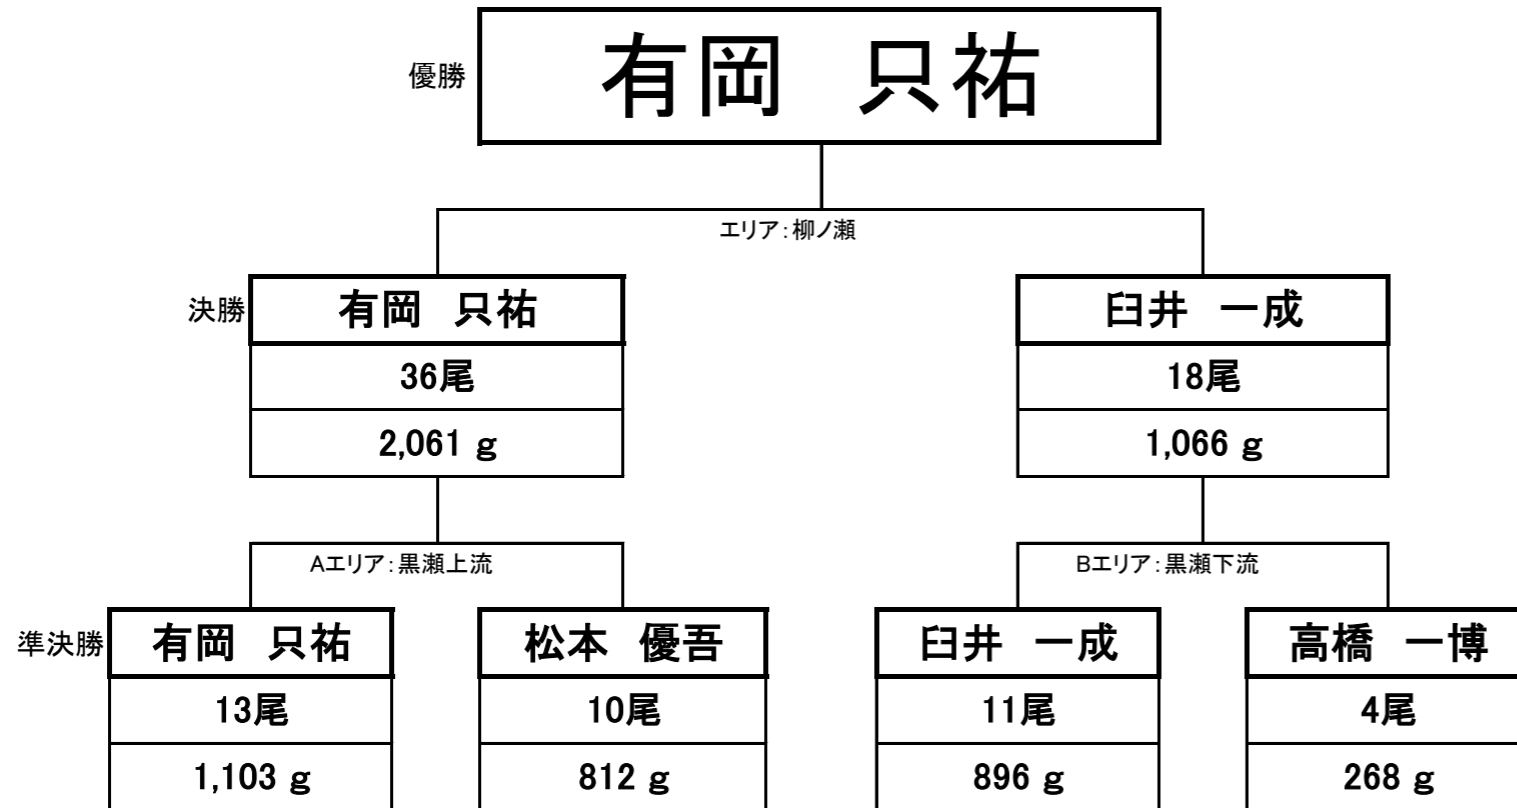 優勝
有岡　只祐
エリア：柳ノ瀬
決勝
有岡　只祐
臼井　一成
36尾
18尾
2,061 g
1,066 g
Aエリア：黒瀬上流
Bエリア：黒瀬下流
準決勝
有岡　只祐
松本　優吾
臼井　一成
高橋　一博
13尾
10尾
11尾
4尾
1,103 g
812 g
896 g
268 g